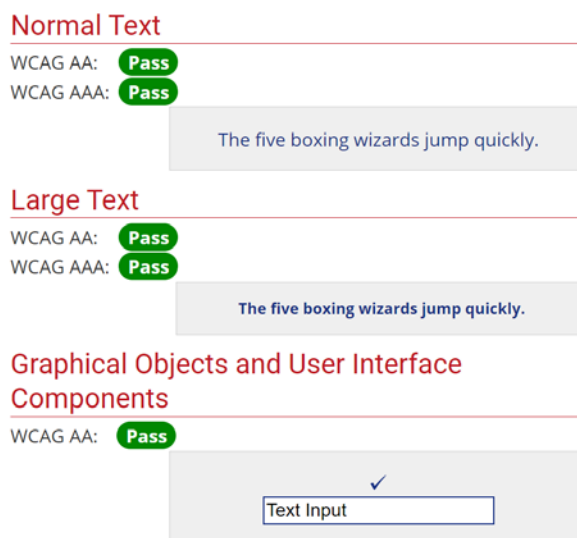 Normal Text
WCAG AA: Pass
WCAG AAA: Pass
The five boxing wizards jump quickly.
Large Text
WCAG AA: Pass
WCAG AAA: Pass
The five boxing wizards jump quickly.
Graphical Objects and User Interface
Components
WCAG AA: Pass
✓
Text Input